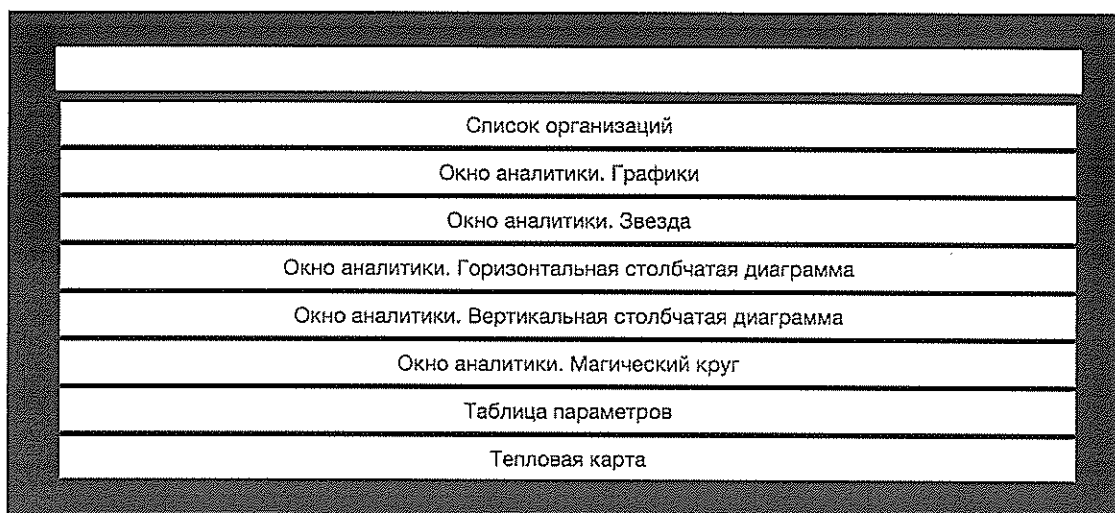 Список организаций
Окно аналитики. Графики
Окно аналитики. Звезда
Окно аналитики. Горизонтальная столбчатая диаграмма
Окно аналитики. Вертикальная столбчатая диаграмма
Окно аналитики. Магический круг
Таблица параметров
Тепловая карта